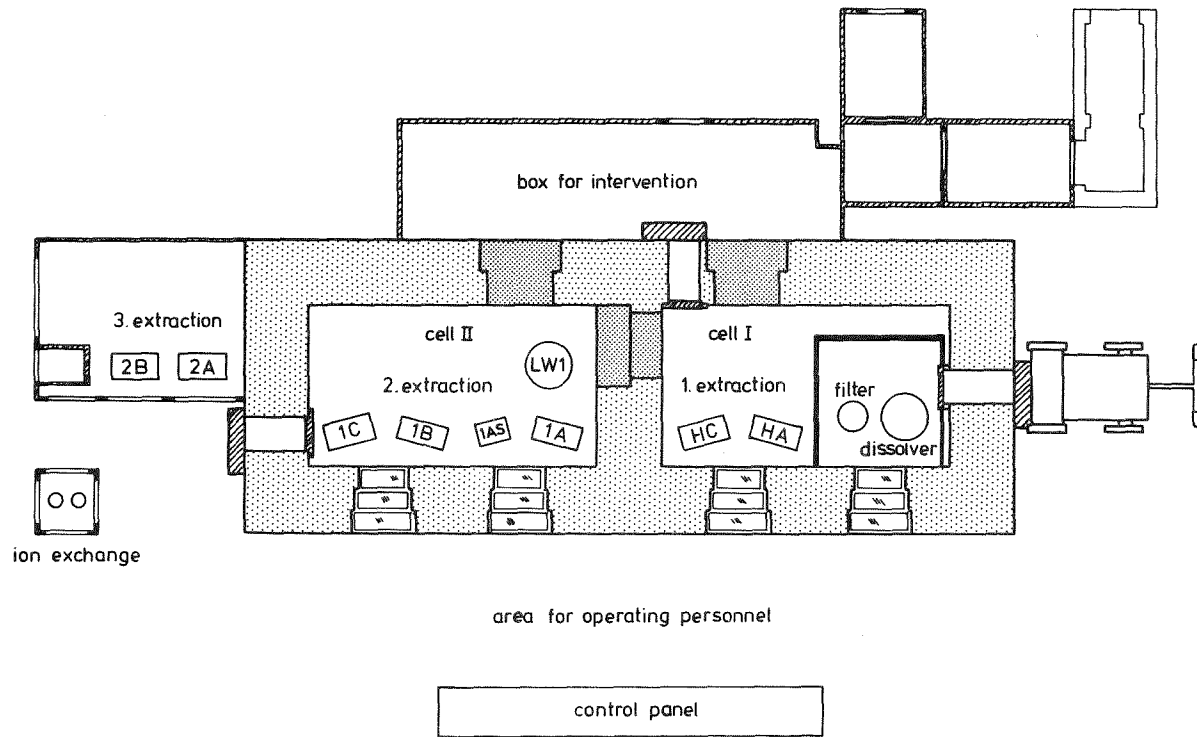 box for intervention
3. extraction
2B
2A
cell II
LW1
2. extraction
1C
1B
1AS
1A
cell I
1. extraction
HC
HA
filter
dissolver
ion exchange
area for operating personnel
control panel